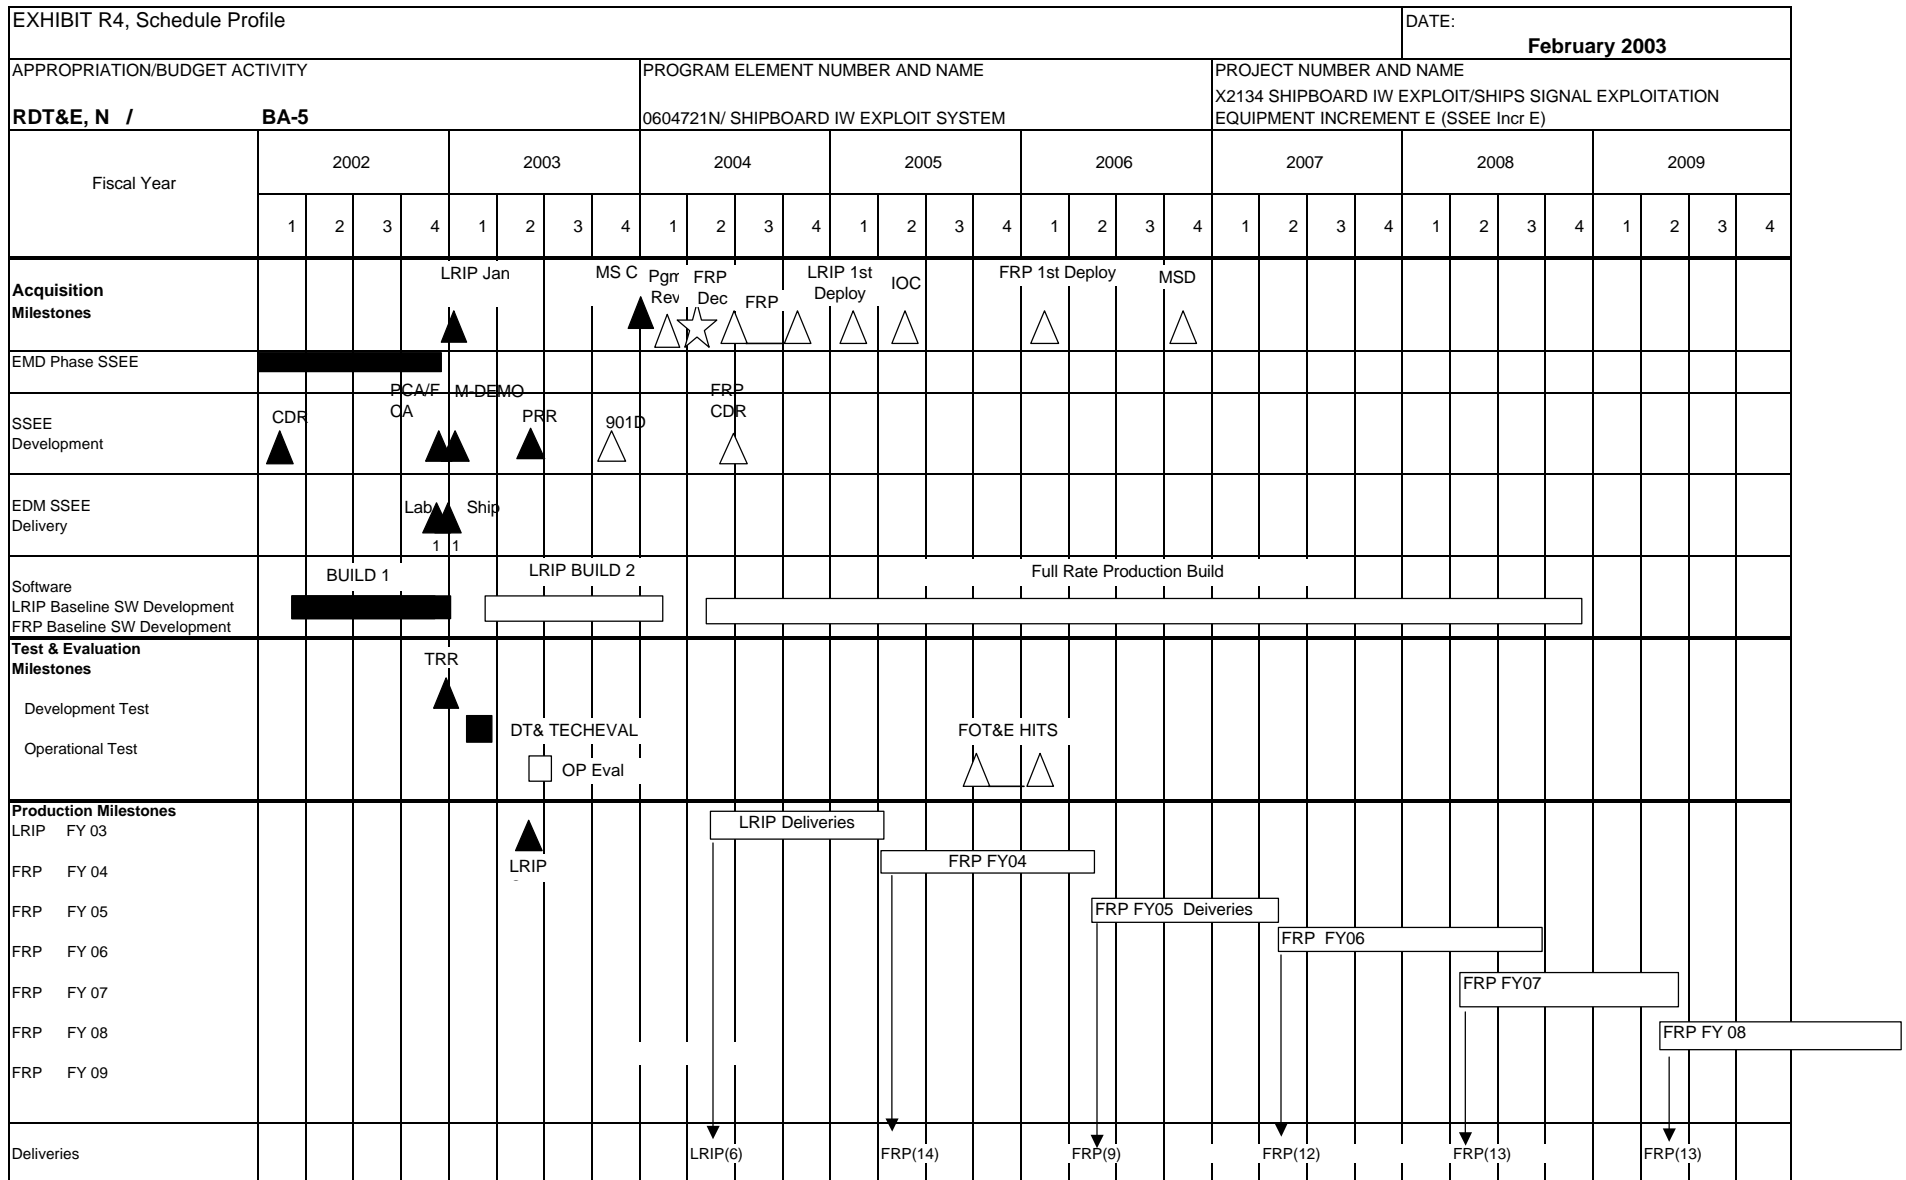 EXHIBIT R4, Schedule Profile
DATE:
February 2003
APPROPRIATION/BUDGET ACTIVITY
PROGRAM ELEMENT NUMBER AND NAME
PROJECT NUMBER AND NAME
X2134 SHIPBOARD IW EXPLOIT/SHIPS SIGNAL EXPLOITATION
RDT&E, N / BA-5
0604721N/ SHIPBOARD IW EXPLOIT SYSTEM
EQUIPMENT INCREMENT E (SSEE Incr E)
Fiscal Year
2002 2003 2004 2005 2006 2007 2008 2009
1 2 3 4 1 2 3 4 1 2 3 4 1 2 3 4 1 2 3 4 1 2 3 4 1 2 3 4 1 2 3 4
Acquisition
Milestones
LRIP Jan
MS C
Pgm
Rev
FRP
Dec
FRP
LRIP 1st
Deploy
IOC
FRP 1st Deploy
MSD
EMD Phase SSEE
SSEE
Development
CDR
PCA/F
CA
M-DEMO
PRR
901D
FRP
CDR
EDM SSEE
Delivery
Lab
Ship
1 1
Software
LRIP Baseline SW Development
FRP Baseline SW Development
BUILD 1
LRIP BUILD 2
Full Rate Production Build
Test & Evaluation
Milestones
TRR
Development Test
DT& TECHEVAL
FOT&E HITS
Operational Test
OP Eval
Production Milestones
LRIP FY 03
LRIP Deliveries
LRIP
FRP FY 04
FRP FY04
FRP FY 05
FRP FY05 Deiveries
FRP FY 06
FRP FY06
FRP FY 07
FRP FY07
FRP FY 08
FRP FY 08
FRP FY 09
Deliveries
LRIP(6)
FRP(14)
FRP(9)
FRP(12)
FRP(13)
FRP(13)